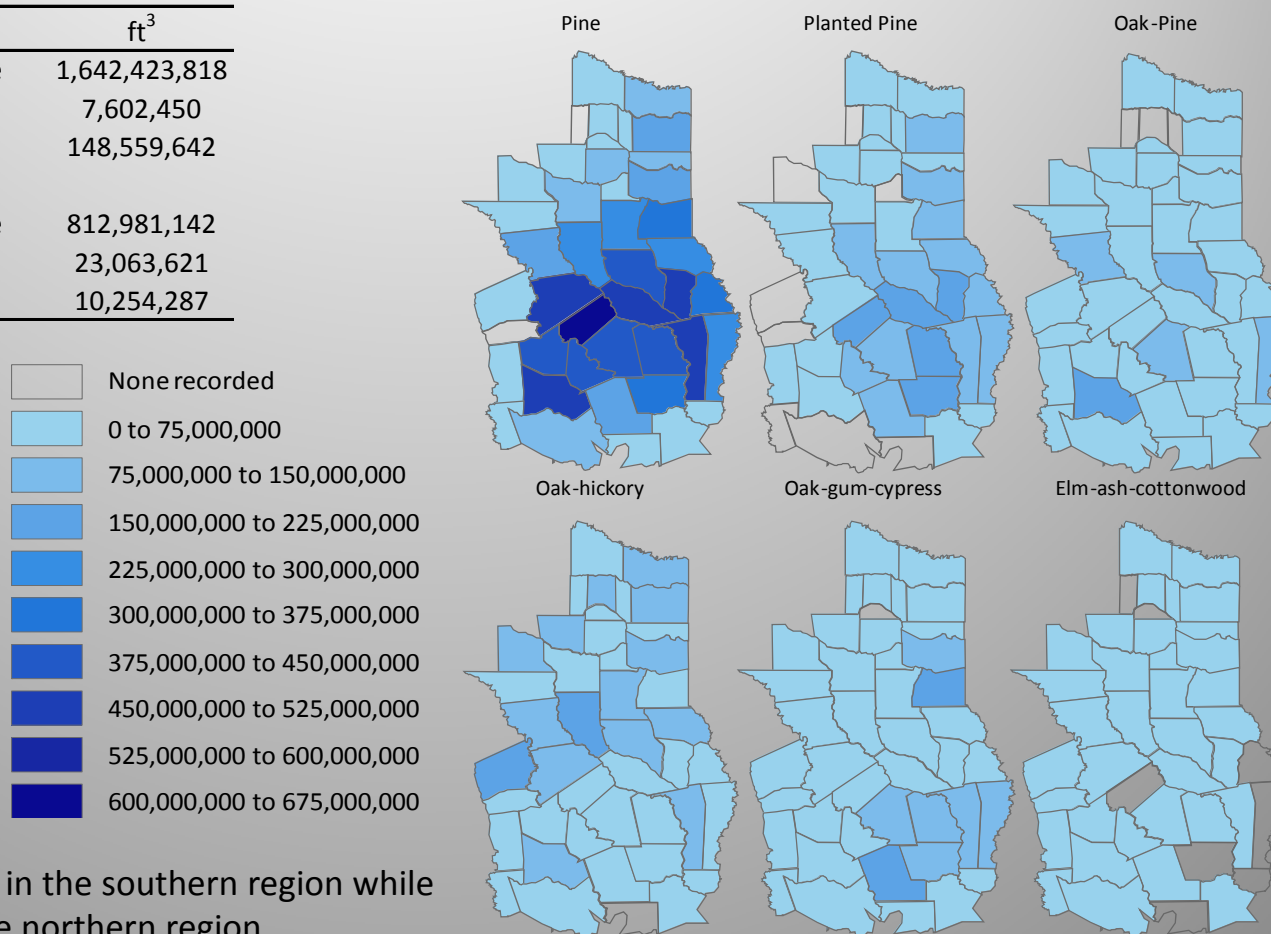 ft³
e 1,642,423,818
7,602,450
148,559,642
e 812,981,142
23,063,621
10,254,287
None recorded
0 to 75,000,000
75,000,000 to 150,000,000
150,000,000 to 225,000,000
225,000,000 to 300,000,000
300,000,000 to 375,000,000
375,000,000 to 450,000,000
450,000,000 to 525,000,000
525,000,000 to 600,000,000
600,000,000 to 675,000,000
in the southern region while
e northern region
Pine
Planted Pine
Oak-Pine
Oak-hickory
Oak-gum-cypress
Elm-ash-cottonwood